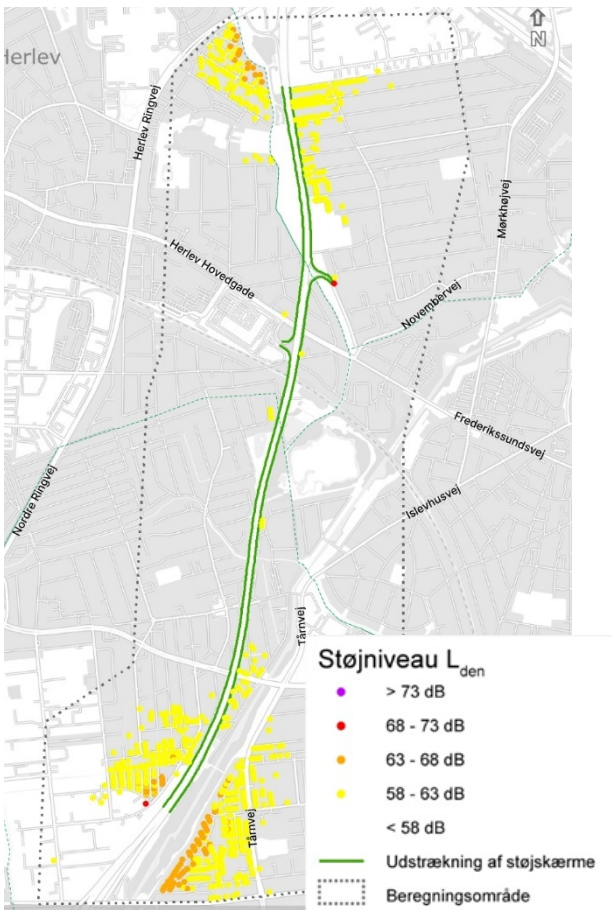 N
Herlev
Herlev Ringvej
Mørkhøjvej
Herlev Hovedgade
Novembervej
Frederikssundsvej
Nordre Ringvej
Islevhusvej
Tårnvej
Tårnvej
Støjniveau Lden
> 73 dB
68 - 73 dB
63 - 68 dB
58 - 63 dB
< 58 dB
Udstrækning af støjskærme
Beregningsområde